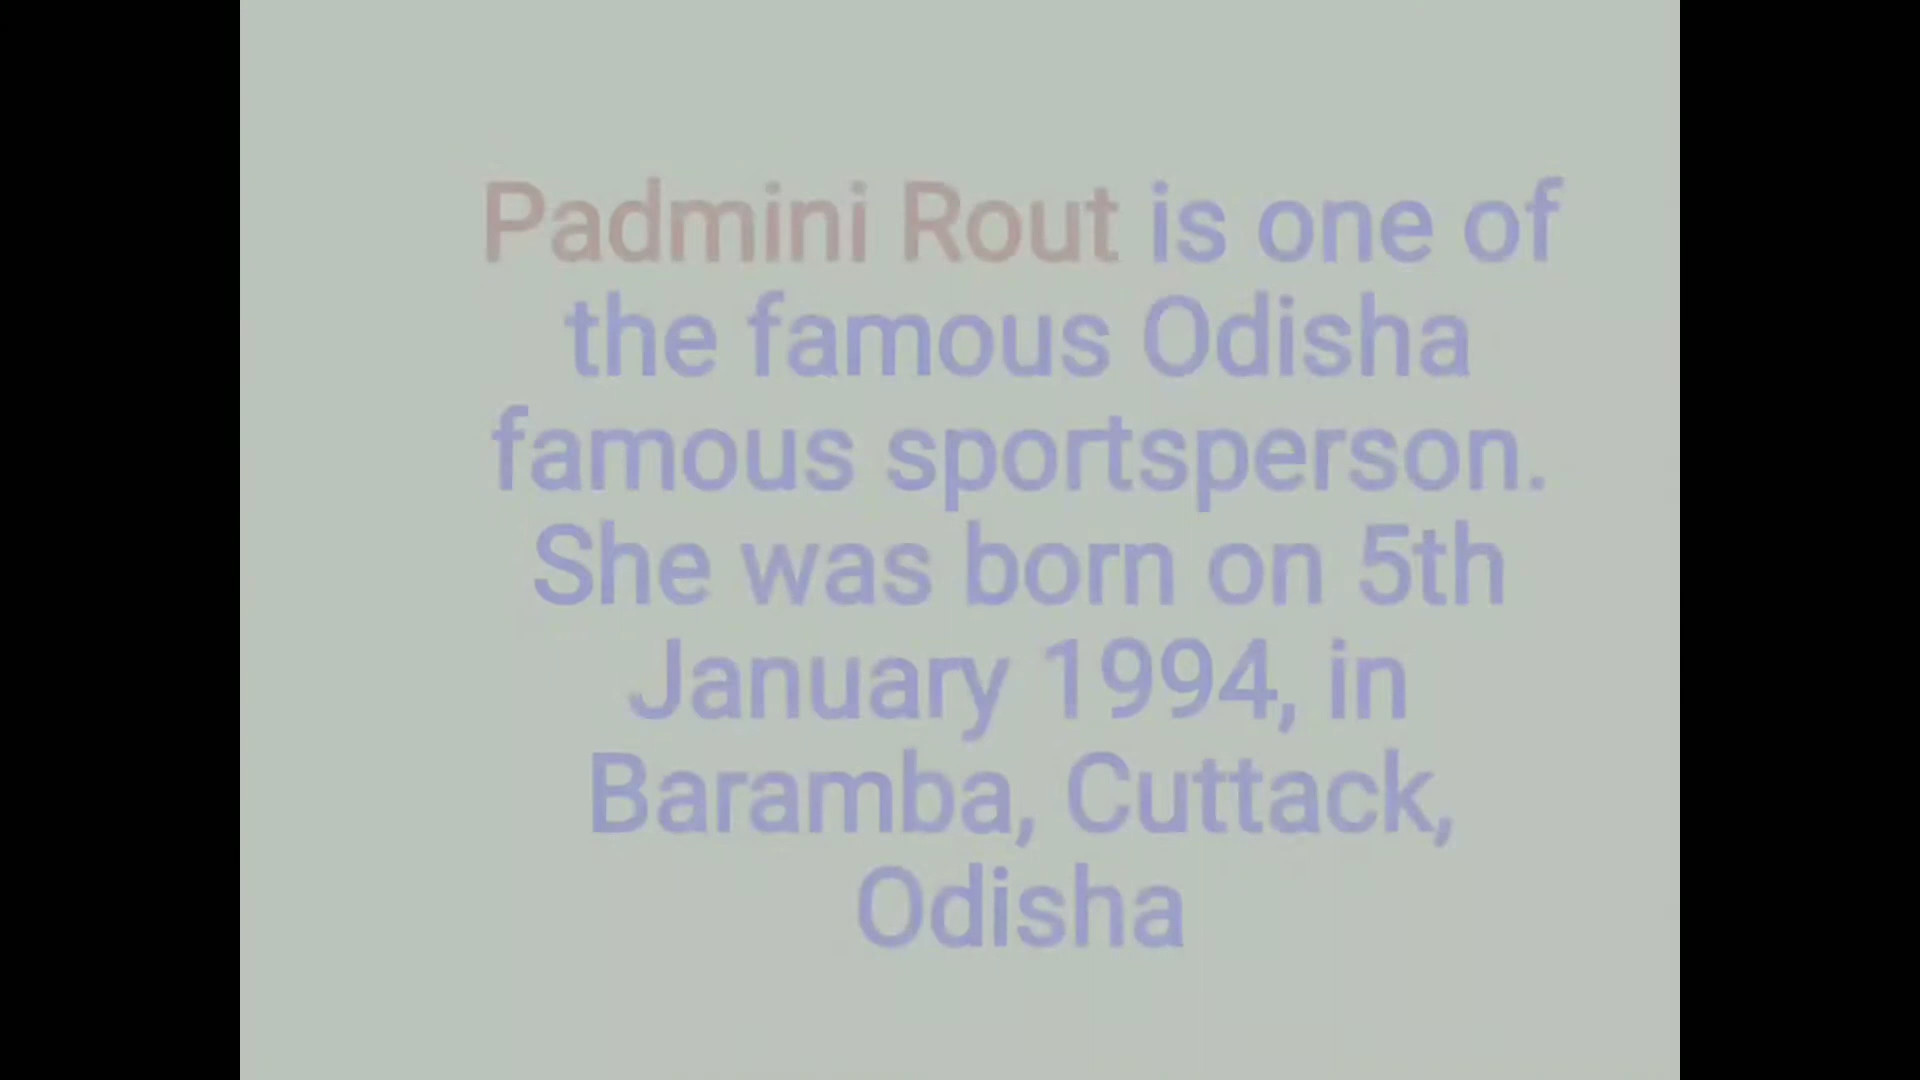 Padmini Rout is one of
the famous Odisha
famous sportsperson.
She was born on 5th
January 1994, in
Baramba, Cuttack,
Odisha